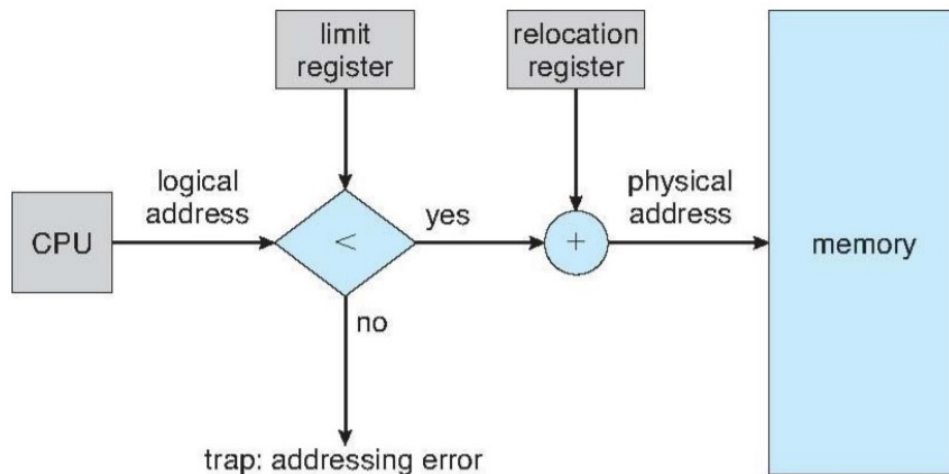 limit
register
relocation
register
logical
address
physical
address
CPU
<
yes
+
memory
no
trap: addressing error